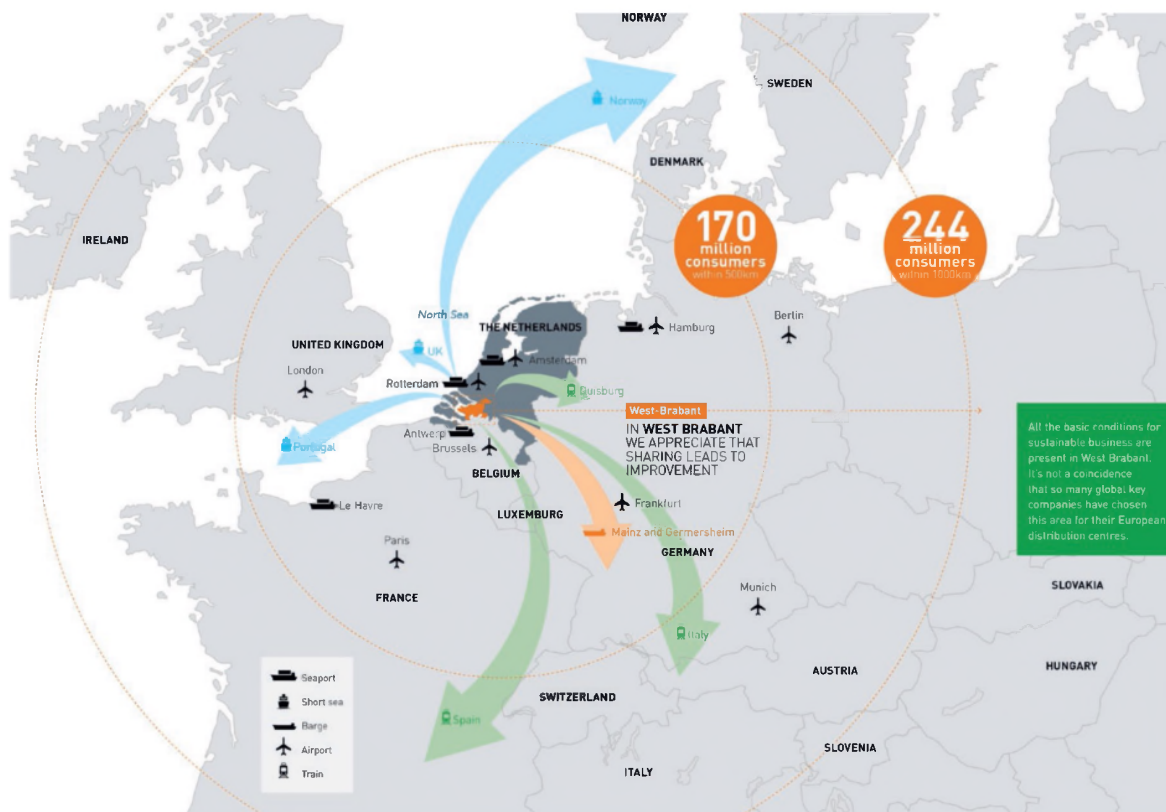 NORWAY
SWEDEN
Norway
DENMARK
IRELAND
170
million
consumers
within 500km
244
million
consumers
within 1000km
North Sea
THE NETHERLANDS
Hamburg
Berlin
UNITED KINGDOM
UK
Amsterdam
London
Rotterdam
Duisburg
West-Brabant
IN WEST BRABANT
WE APPRECIATE THAT
SHARING LEADS TO
IMPROVEMENT
Portugal
Antwerp
Brussels
BELGIUM
All the basic conditions for
sustainable business are
present in West Brabant.
It's not a coincidence
that so many global key
companies have chosen
this area for their European
distribution centres.
Le Havre
LUXEMBURG
Frankfurt
Mainz and Germersheim
Paris
GERMANY
FRANCE
Munich
SLOVAKIA
Italy
AUSTRIA
HUNGARY
Seaport
Short sea
Barge
Airport
Train
SWITZERLAND
Spain
SLOVENIA
ITALY